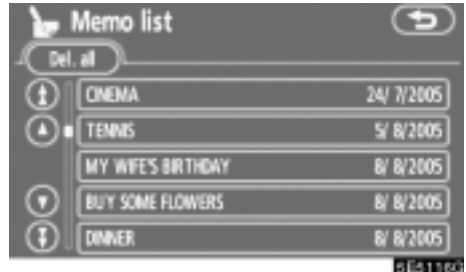 Memo list
Del. all
CINEMA 24/ 7/2005
TENNIS 5/ 8/2005
MY WIFE'S BIRTHDAY 8/ 8/2005
BUY SOME FLOWERS 8/ 8/2005
DINNER 8/ 8/2005